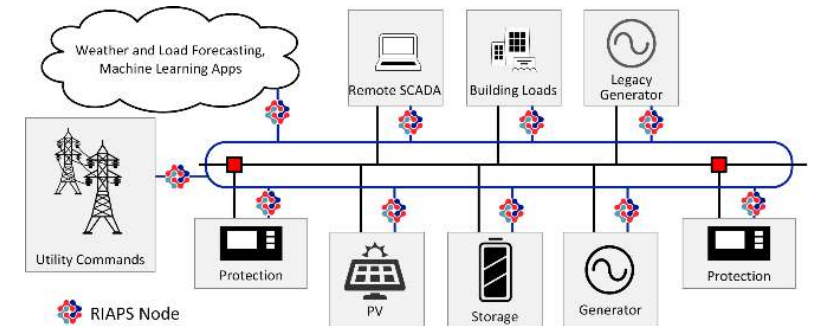 Weather and Load Forecasting,
Machine Learning Apps
Remote SCADA
Building Loads
Legacy
Generator
Utility Commands
Protection
PV
Storage
Generator
Protection
RIAPS Node